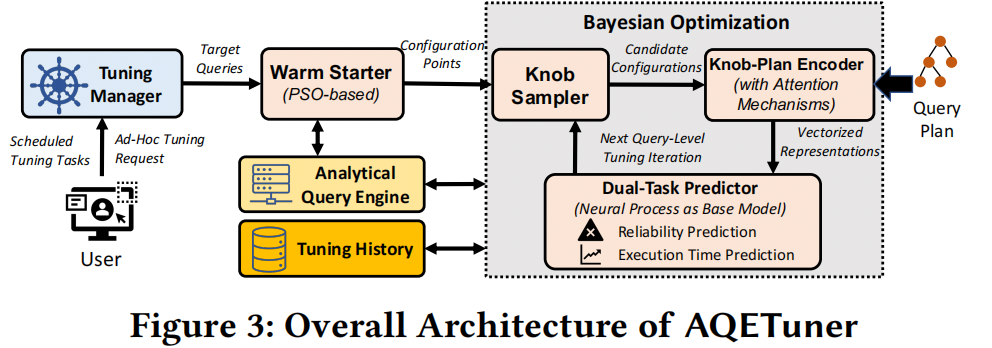 Bayesian Optimization
Tuning
Manager
Target
Queries
Warm Starter
(PSO-based)
Configuration
Points
Knob
Sampler
Candidate
Configurations
Knob-Plan Encoder
(with Attention
Mechanisms)
Query
Plan
Scheduled
Tuning Tasks
Ad-Hoc Tuning
Request
User
Analytical
Query Engine
Tuning History
Next Query-Level
Tuning Iteration
Vectorized
Representations
Dual-Task Predictor
(Neural Process as Base Model)
Reliability Prediction
Execution Time Prediction
Figure 3: Overall Architecture of AQETuner